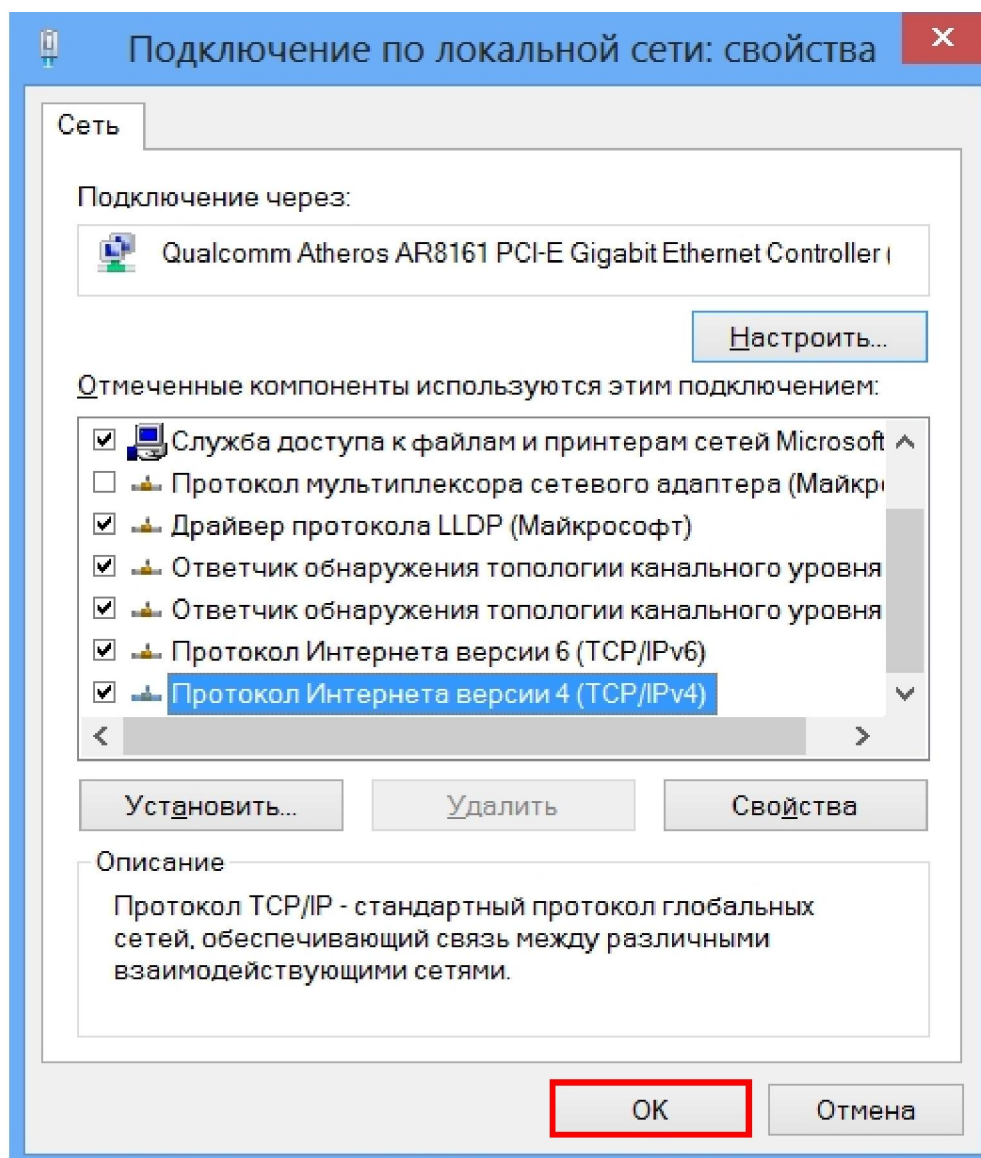 Подключение по локальной сети: свойства
Сеть
Подключение через:
Qualcomm Atheros AR8161 PCI-E Gigabit Ethernet Controller (
Настроить...
Отмеченные компоненты используются этим подключением:
Служба доступа к файлам и принтерам сетей Microsoft
Протокол мультиплексора сетевого адаптера (Майкр
Драйвер протокола LLDP (Майкрософт)
Ответчик обнаружения топологии канального уровня
Ответчик обнаружения топологии канального уровня
Протокол Интернета версии 6 (TCP/IPv6)
Протокол Интернета версии 4 (TCP/IPv4)
Установить...
Удалить
Свойства
Описание
Протокол TCP/IP - стандартный протокол глобальных
сетей, обеспечивающий связь между различными
взаимодействующими сетями.
OK
Отмена